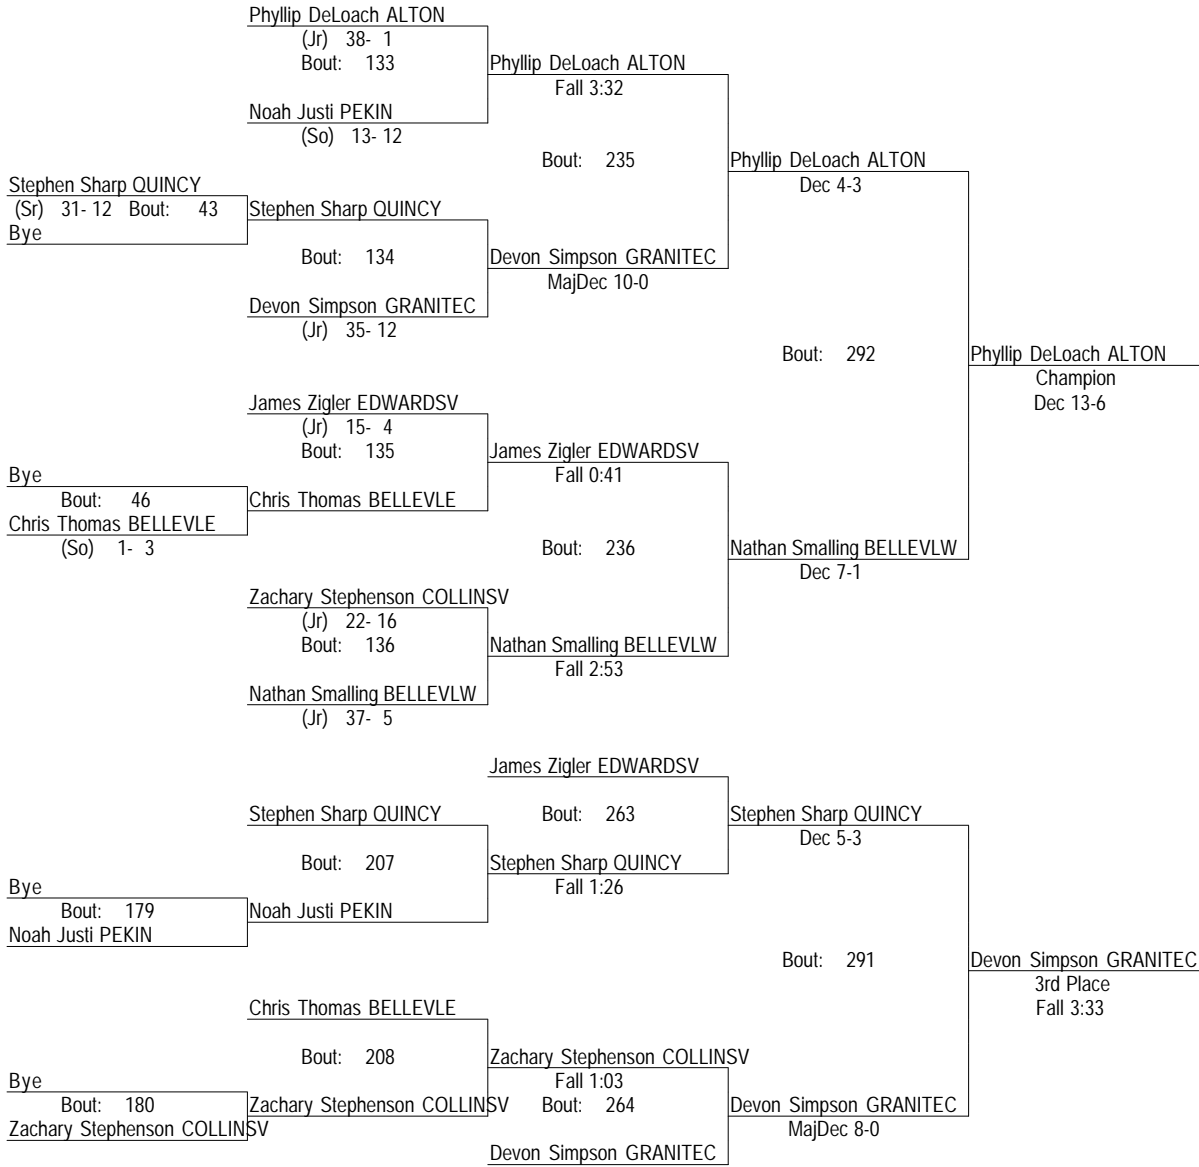 Phyllip DeLoach ALTON
(Jr) 38- 1
Bout: 133
Phyllip DeLoach ALTON
Fall 3:32
Noah Justi PEKIN
(So) 13- 12
Bout: 235
Phyllip DeLoach ALTON
Dec 4-3
Stephen Sharp QUINCY
(Sr) 31- 12 Bout: 43
Stephen Sharp QUINCY
Bye
Bout: 134
Devon Simpson GRANITEC
MajDec 10-0
Devon Simpson GRANITEC
(Jr) 35- 12
Bout: 292
Phyllip DeLoach ALTON
Champion
Dec 13-6
James Zigler EDWARDSV
(Jr) 15- 4
Bout: 135
James Zigler EDWARDSV
Fall 0:41
Bye
Bout: 46
Chris Thomas BELLEVLE
Chris Thomas BELLEVLE
(So) 1- 3
Bout: 236
Nathan Smalling BELLEVLW
Dec 7-1
Zachary Stephenson COLLINSV
(Jr) 22- 16
Bout: 136
Nathan Smalling BELLEVLW
Fall 2:53
Nathan Smalling BELLEVLW
(Jr) 37- 5
James Zigler EDWARDSV
Stephen Sharp QUINCY
Bout: 263
Stephen Sharp QUINCY
Dec 5-3
Bout: 207
Stephen Sharp QUINCY
Fall 1:26
Bye
Bout: 179
Noah Justi PEKIN
Noah Justi PEKIN
Bout: 291
Devon Simpson GRANITEC
3rd Place
Fall 3:33
Chris Thomas BELLEVLE
Bout: 208
Zachary Stephenson COLLINSV
Fall 1:03
Bye
Bout: 180
Zachary Stephenson COLLINSV
Bout: 264
Devon Simpson GRANITEC
MajDec 8-0
Zachary Stephenson COLLINSV
Devon Simpson GRANITEC